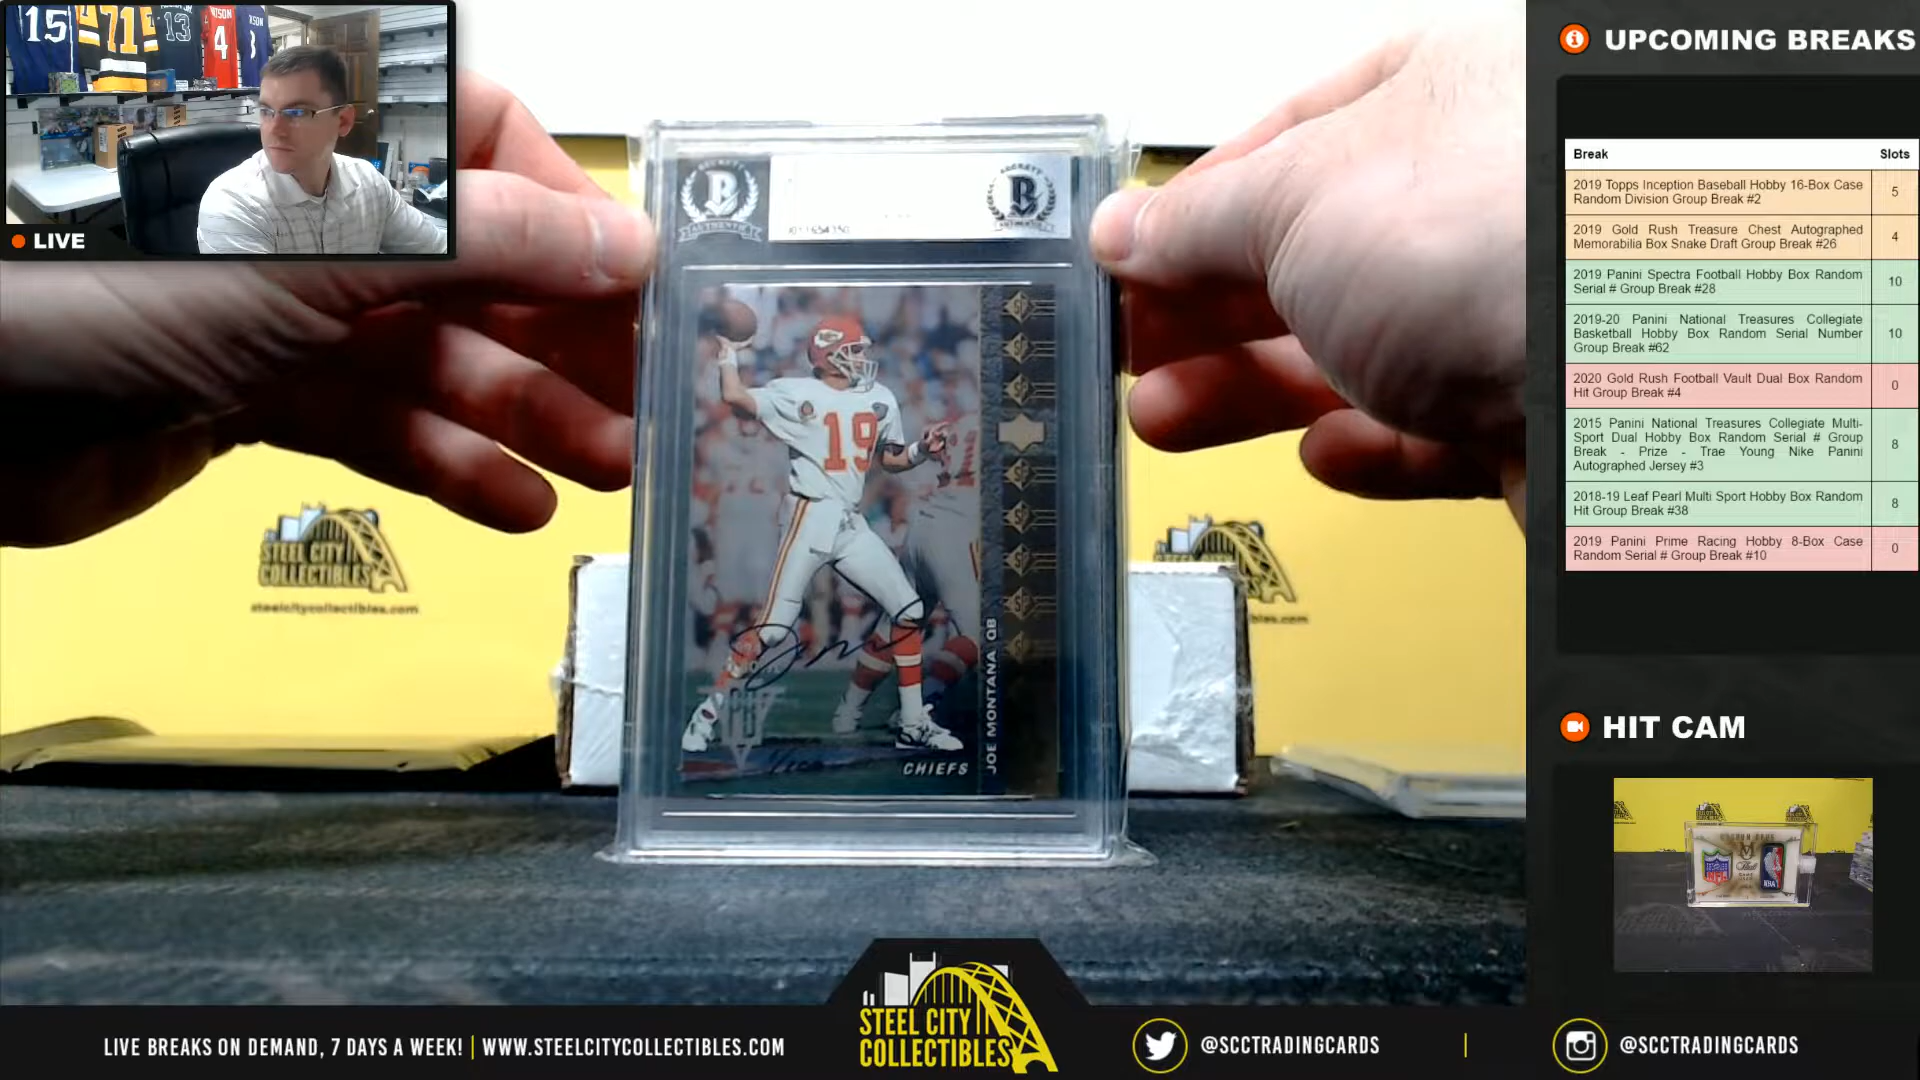 15
71
13
4
LIVE
BECKETT
B
AUTHENTIC
BECKETT
B
AUTHENTIC
SP
19
JOE MONTANA QB
CHIEFS
STEEL CITY
COLLECTIBLES
steelcitycollectibles.com
UPCOMING BREAKS
Break Slots
2019 Topps Inception Baseball Hobby 16-Box Case
Random Division Group Break #2
5
2019 Gold Rush Treasure Chest Autographed
Memorabilia Box Snake Draft Group Break #26
4
2019 Panini Spectra Football Hobby Box Random
Serial # Group Break #28
10
2019-20 Panini National Treasures Collegiate
Basketball Hobby Box Random Serial Number
Group Break #62
10
2020 Gold Rush Football Vault Dual Box Random
Hit Group Break #4
0
2015 Panini National Treasures Collegiate Multi-
Sport Dual Hobby Box Random Serial # Group
Break - Prize - Trae Young Nike Panini
Autographed Jersey #3
8
2018-19 Leaf Pearl Multi Sport Hobby Box Random
Hit Group Break #38
8
2019 Panini Prime Racing Hobby 8-Box Case
Random Serial # Group Break #10
0
HIT CAM
NFL
NBA
LIVE BREAKS ON DEMAND, 7 DAYS A WEEK! | WWW.STEELCITYCOLLECTIBLES.COM
STEEL CITY
COLLECTIBLES
@SCCTRADINGCARDS
@SCCTRADINGCARDS